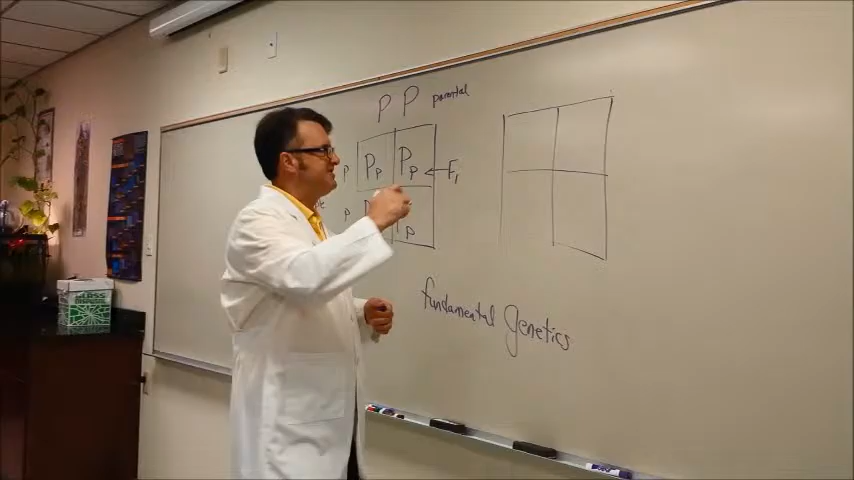 P P parental
p Pp Pp ← F1
p P p
fundamental Genetics